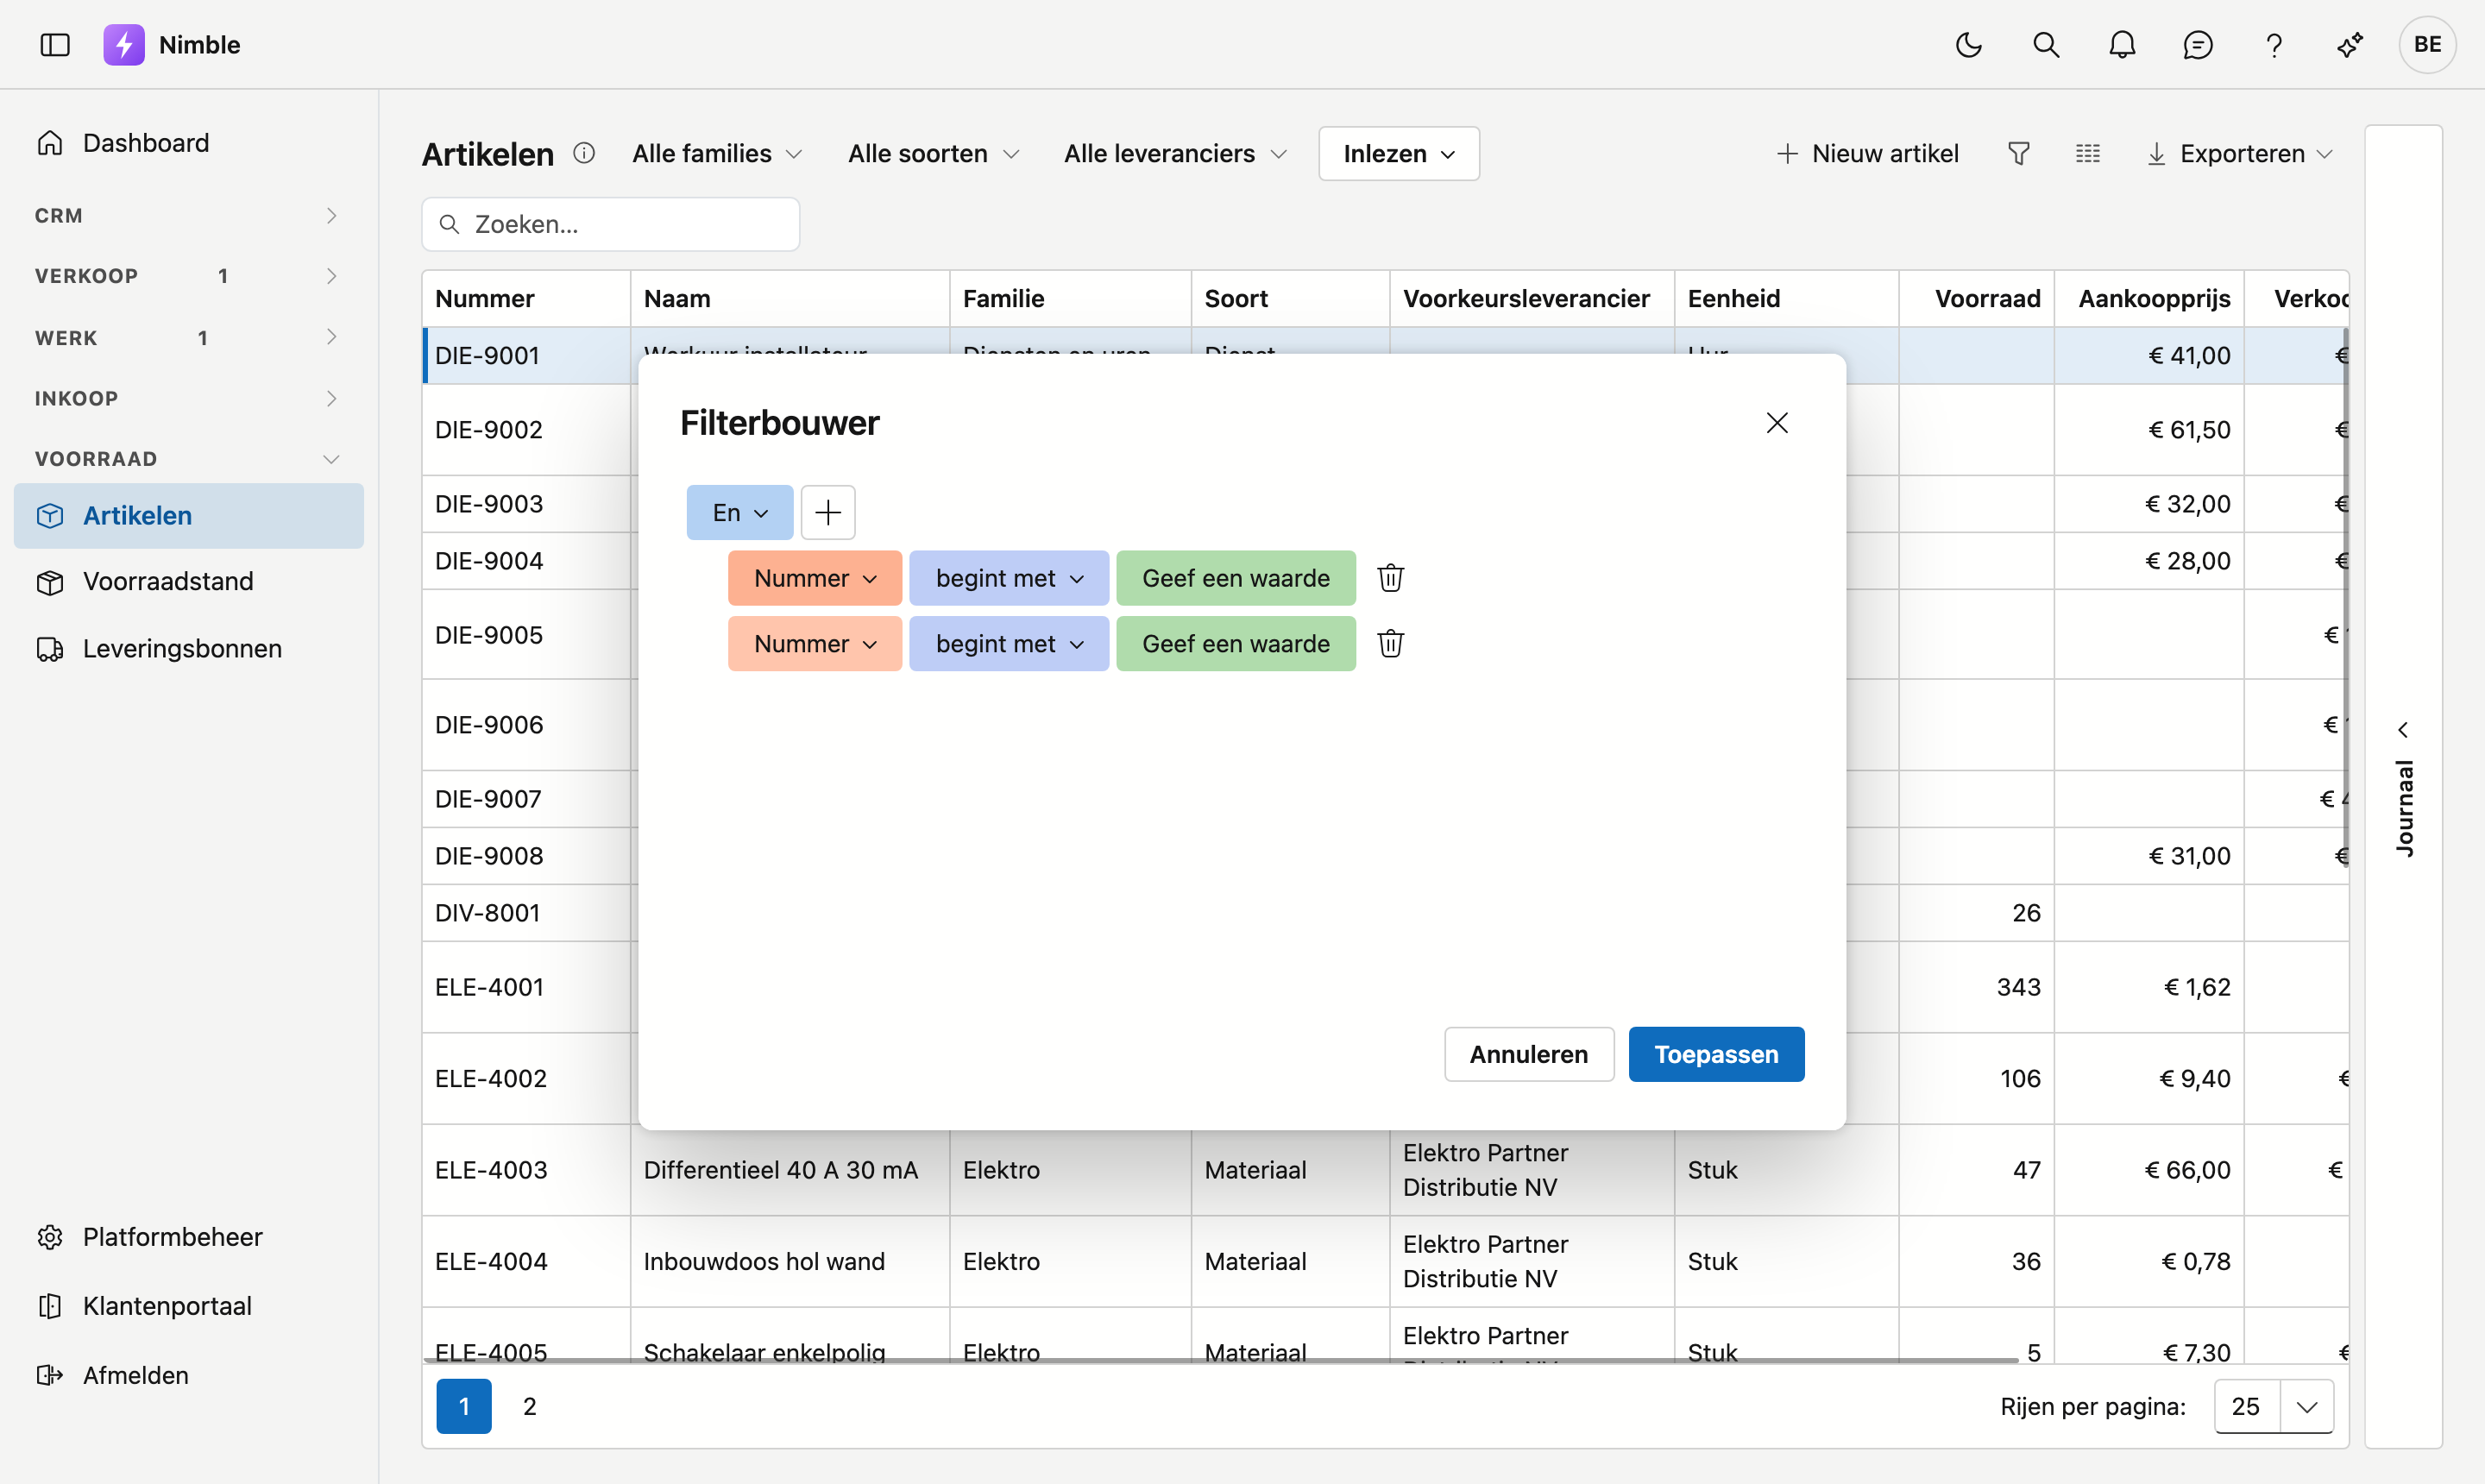 Nimble
BE
Dashboard
CRM
VERKOOP 1
WERK 1
INKOOP
VOORRAAD
Artikelen
Voorraadstand
Leveringsbonnen
Platformbeheer
Klantenportaal
Afmelden
Artikelen Alle families Alle soorten Alle leveranciers Inlezen Nieuw artikel Exporteren
Zoeken...
Nummer Naam Familie Soort Voorkeursleverancier Eenheid Voorraad Aankoopprijs
DIE-9001 € 41,00 €
DIE-9002 € 61,50 €
DIE-9003 € 32,00 €
DIE-9004 € 28,00 €
DIE-9005 €
DIE-9006 €
DIE-9007 €
DIE-9008 € 31,00 €
DIV-8001 26
ELE-4001 343 € 1,62
ELE-4002 106 € 9,40 €
ELE-4003 Differentieel 40 A 30 mA Elektro Materiaal Elektro Partner Distributie NV Stuk 47 € 66,00 €
ELE-4004 Inbouwdoos hol wand Elektro Materiaal Elektro Partner Distributie NV Stuk 36 € 0,78
ELE-4005 Schakelaar enkelpolig Elektro Materiaal Elektro Partner Stuk 5 € 7,30 €
Filterbouwer
En
Nummer begint met Geef een waarde
Nummer begint met Geef een waarde
Annuleren Toepassen
1 2
Rijen per pagina: 25
Journaal